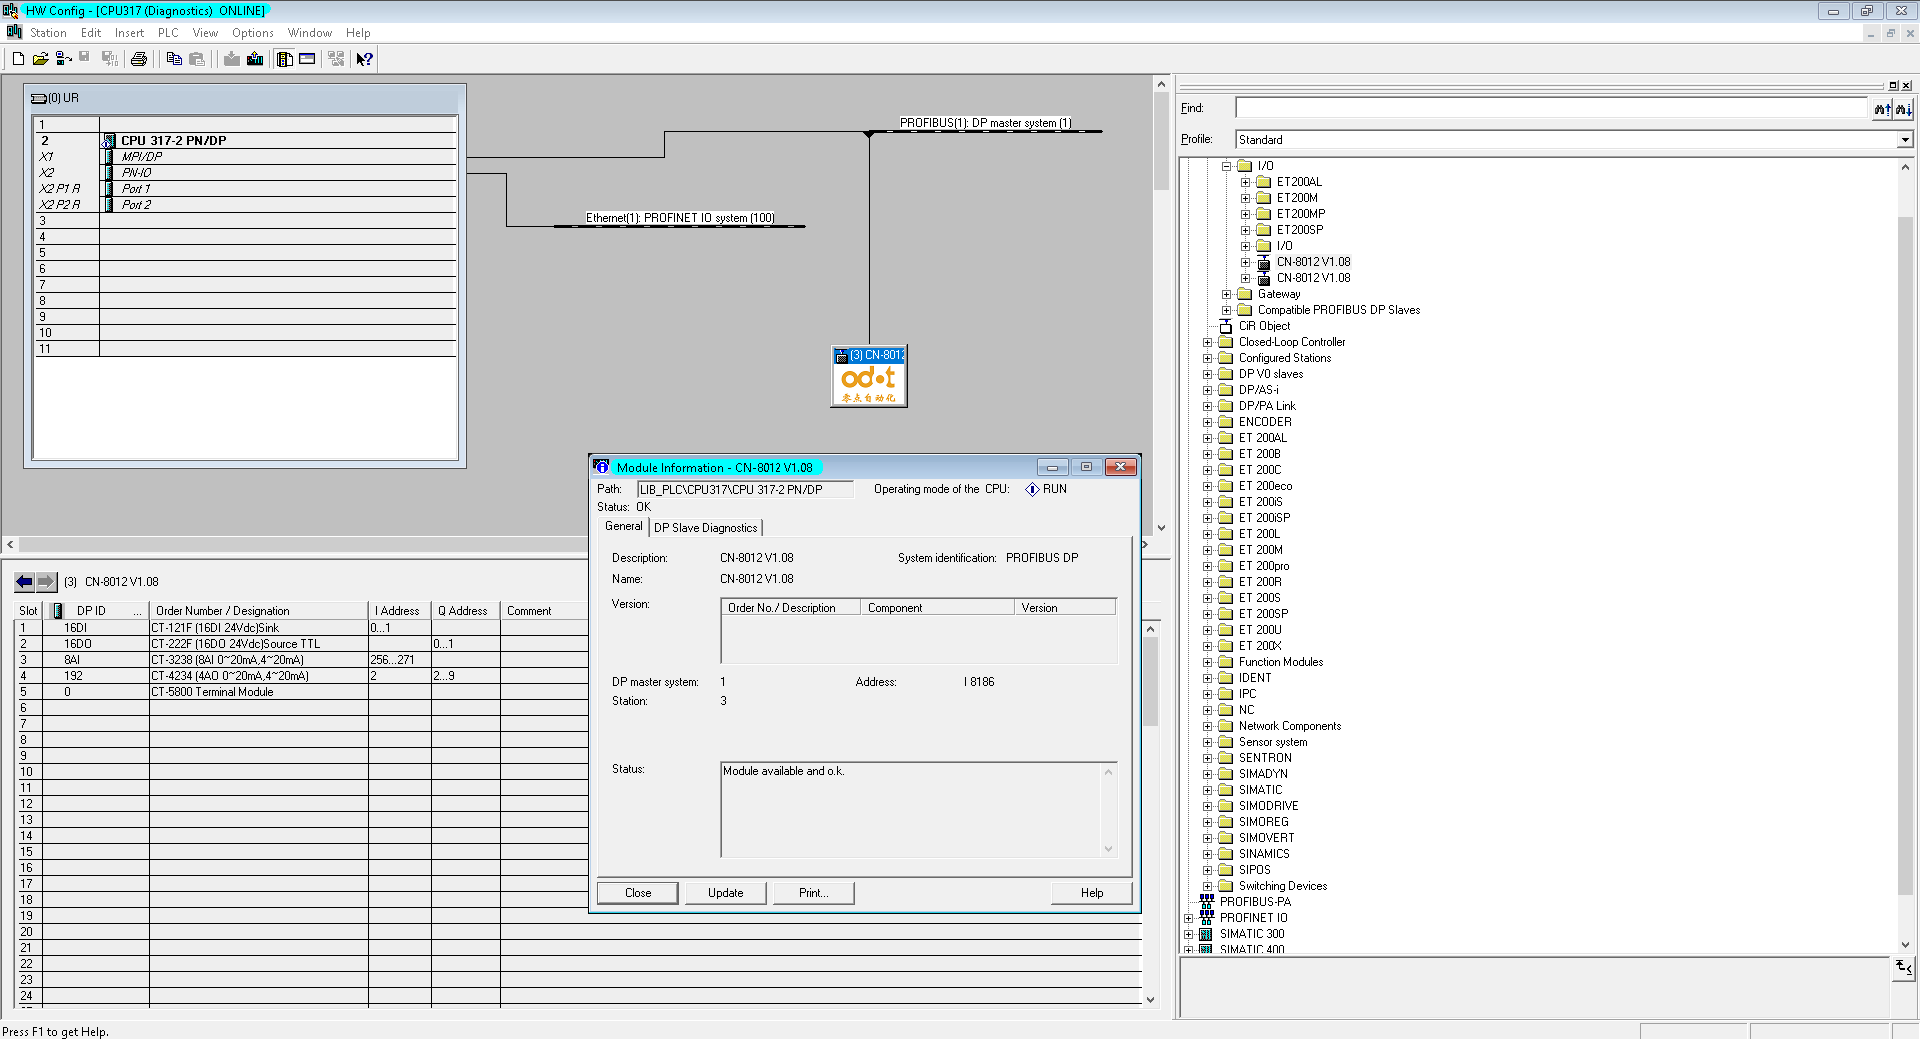 HW Config - [CPU317 (Diagnostics) ONLINE]
Station Edit Insert PLC View Options Window Help
(0) UR
1
2 CPU 317-2 PN/DP
X1 MPI/DP
X2 PN-IO
X2 P1 R Port 1
X2 P2 R Port 2
3
4
5
6
7
8
9
10
11
PROFIBUS(1): DP master system (1)
Ethernet(1): PROFINET IO system (100)
(3) CN-8012
odot
零点自动化
Module Information - CN-8012 V1.08
Path: LIB_PLC\CPU317\CPU 317-2 PN/DP Operating mode of the CPU: RUN
Status: OK
General DP Slave Diagnostics
Description: CN-8012 V1.08 System identification: PROFIBUS DP
Name: CN-8012 V1.08
Version: Order No./ Description Component Version
DP master system: 1 Address: I 8186
Station: 3
Status: Module available and o.k.
Close Update Print... Help
(3) CN-8012 V1.08
Slot DP ID ... Order Number / Designation I Address Q Address Comment
1 16DI CT-121F (16DI 24Vdc)Sink 0...1
2 16DO CT-222F (16DO 24Vdc)Source TTL 0...1
3 8AI CT-3238 (8AI 0~20mA,4~20mA) 256...271
4 192 CT-4234 (4AO 0~20mA,4~20mA) 2 2...9
5 0 CT-5800 Terminal Module
6
7
8
9
10
11
12
13
14
15
16
17
18
19
20
21
22
23
24
Find:
Profile: Standard
I/O
ET200AL
ET200M
ET200MP
ET200SP
I/O
CN-8012 V1.08
CN-8012 V1.08
Gateway
Compatible PROFIBUS DP Slaves
CiR Object
Closed-Loop Controller
Configured Stations
DP V0 slaves
DP/AS-i
DP/PA Link
ENCODER
ET 200AL
ET 200B
ET 200C
ET 200eco
ET 200iS
ET 200iSP
ET 200L
ET 200M
ET 200pro
ET 200R
ET 200S
ET 200SP
ET 200U
ET 200X
Function Modules
IDENT
IPC
NC
Network Components
Sensor system
SENTRON
SIMADYN
SIMATIC
SIMODRIVE
SIMOREG
SIMOVERT
SINAMICS
SIPOS
Switching Devices
PROFIBUS-PA
PROFINET IO
SIMATIC 300
SIMATIC 400
Press F1 to get Help.